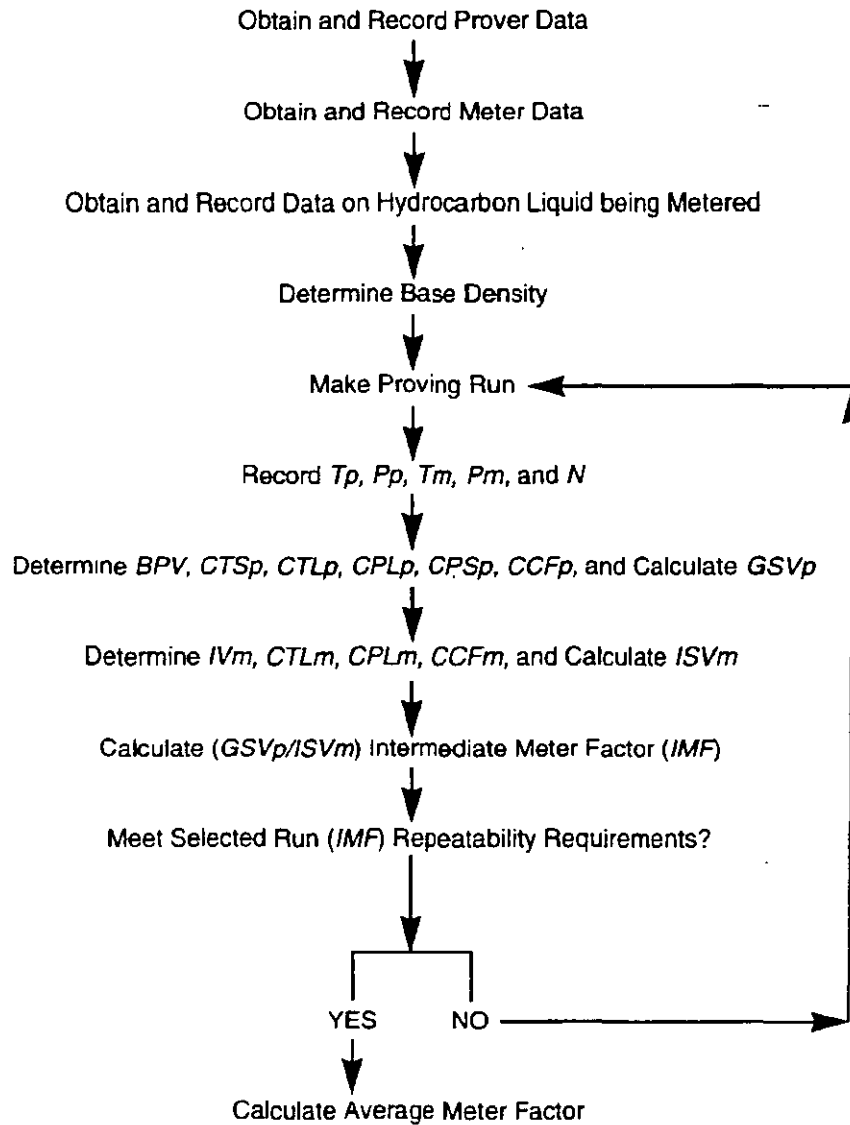 Obtain and Record Prover Data
Obtain and Record Meter Data
Obtain and Record Data on Hydrocarbon Liquid being Metered
Determine Base Density
Make Proving Run
Record Tp, Pp, Tm, Pm, and N
Determine BPV, CTSp, CTLp, CPLp, CPSp, CCFp, and Calculate GSVp
Determine IVm, CTLm, CPLm, CCFm, and Calculate ISVm
Calculate (GSVp/ISVm) Intermediate Meter Factor (IMF)
Meet Selected Run (IMF) Repeatability Requirements?
YES NO
Calculate Average Meter Factor